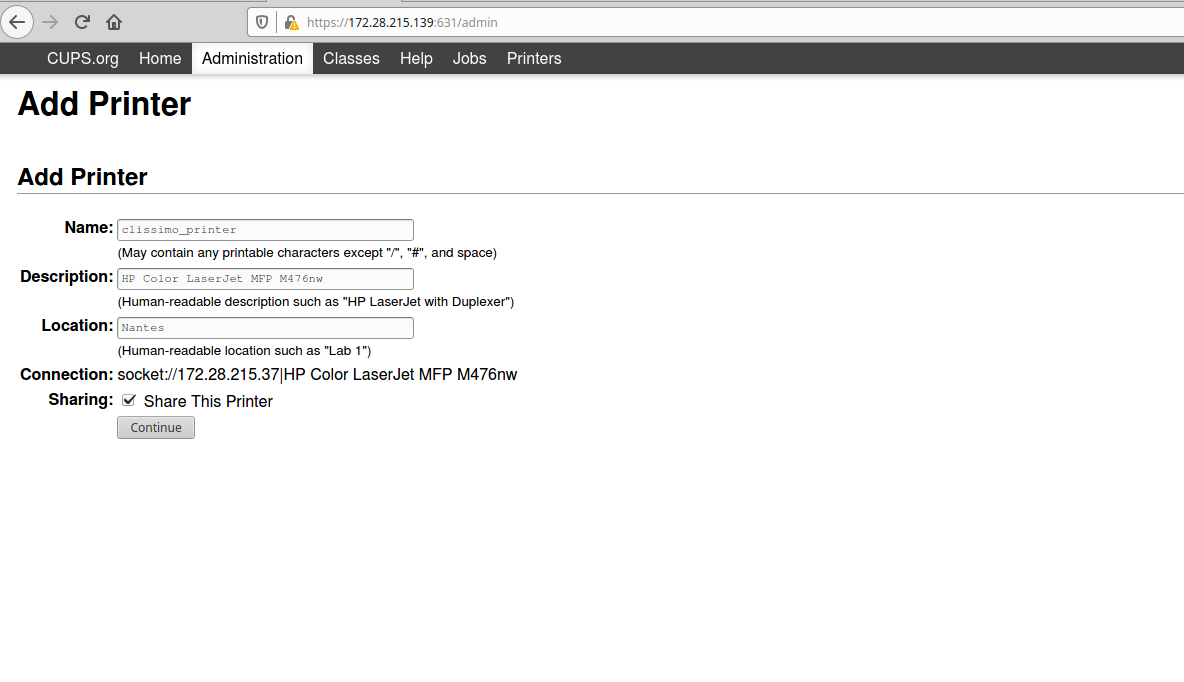 https://172.28.215.139:631/admin
CUPS.org Home Administration Classes Help Jobs Printers
Add Printer
Add Printer
Name: clissimo_printer
(May contain any printable characters except "/", "#", and space)
Description: HP Color LaserJet MFP M476nw
(Human-readable description such as "HP LaserJet with Duplexer")
Location: Nantes
(Human-readable location such as "Lab 1")
Connection: socket://172.28.215.37|HP Color LaserJet MFP M476nw
Sharing: Share This Printer
Continue